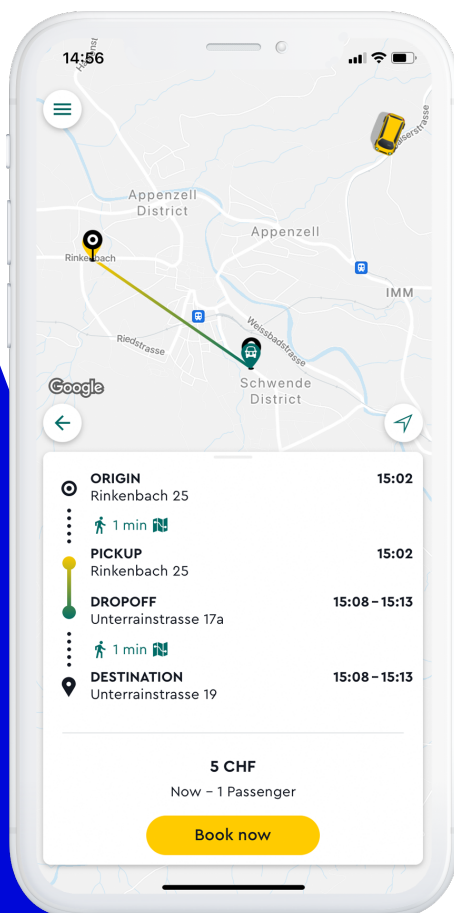 14:56
Appenzell
District
Appenzell
Rinkenbach
IMM
Riedstrasse
Weissbadstrasse
Google
Schwende
District
ORIGIN 15:02
Rinkenbach 25
1 min
PICKUP 15:02
Rinkenbach 25
DROPOFF 15:08 – 15:13
Unterrainstrasse 17a
1 min
DESTINATION 15:08 – 15:13
Unterrainstrasse 19
5 CHF
Now – 1 Passenger
Book now